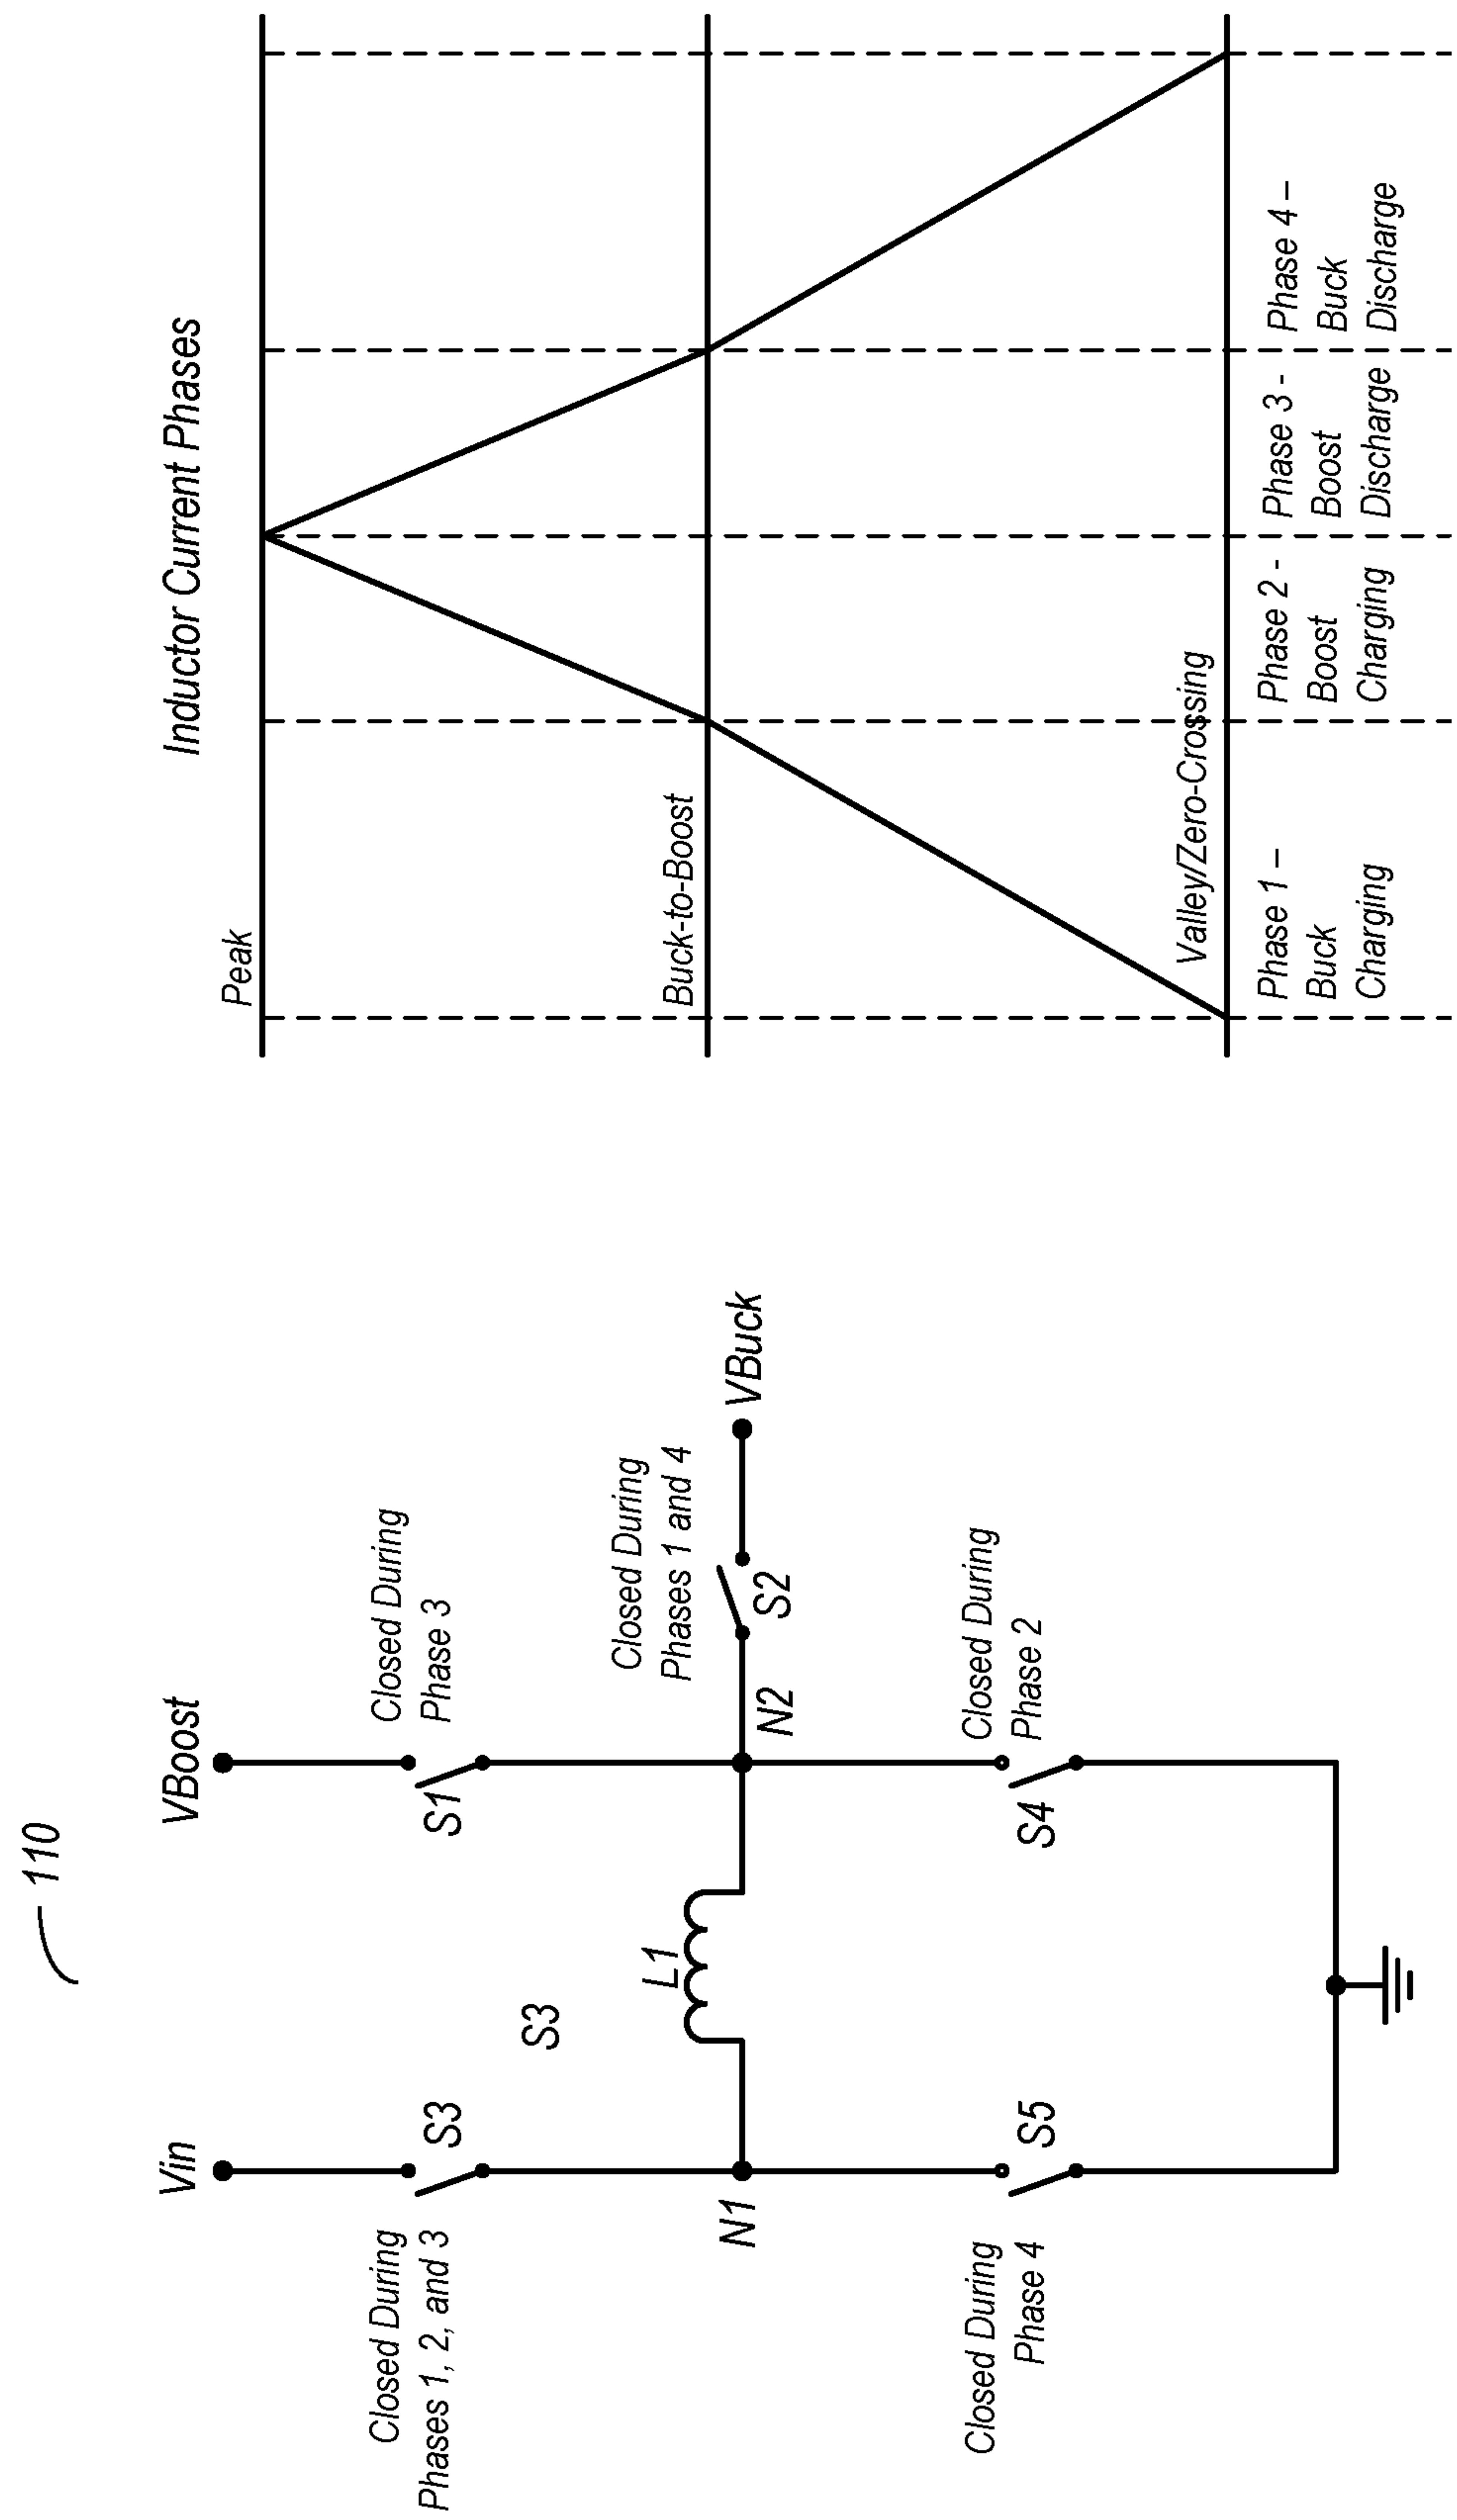 110
Vin
VBoost
Closed During
Phases 1, 2, and 3
S3
S1
Closed During
Phase 3
S3
L1
Closed During
Phases 1 and 4
N1
N2
S2
VBuck
Closed During
Phase 4
S5
S4
Closed During
Phase 2
Inductor Current Phases
Peak
Buck-to-Boost
Valley/Zero-Crossing
Phase 1 –
Buck
Charging
Phase 2 -
Boost
Charging
Phase 3 -
Boost
Discharge
Phase 4 –
Buck
Discharge